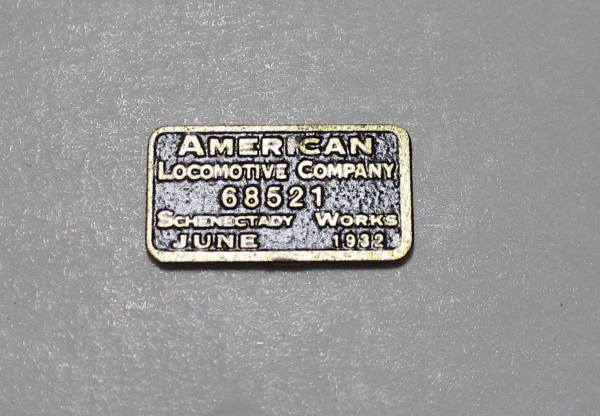 AMERICAN
LOCOMOTIVE COMPANY
68521
SCHENECTADY WORKS
JUNE 1932